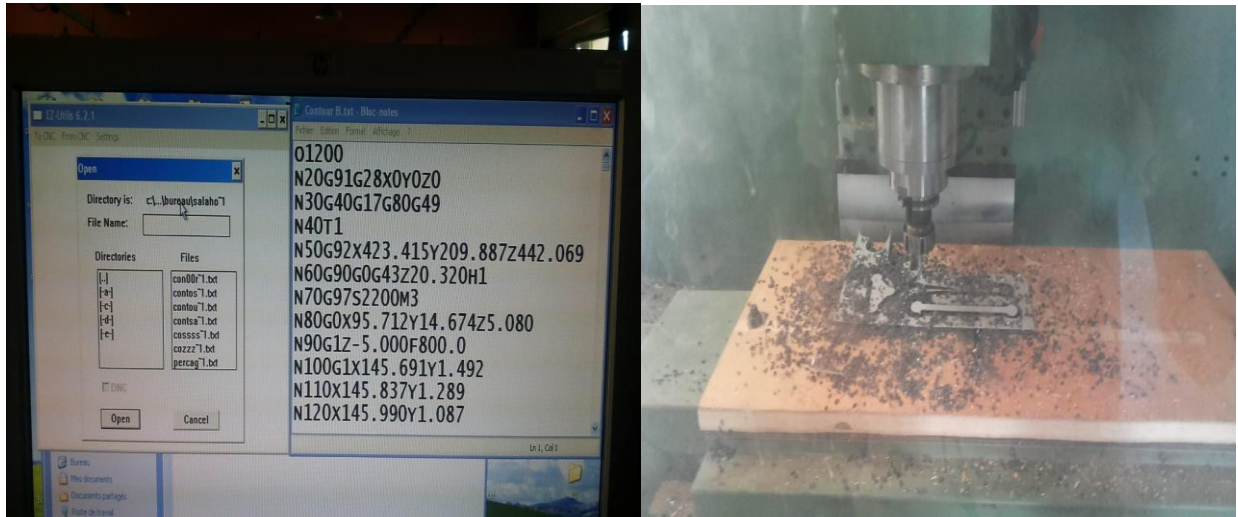 EZ-Utils 6.2.1
To CNC From CNC Settings
Open
Directory is: c:\...\bureau\salaho~1
File Name:
Directories Files
[..]
[-a-]
[-c-]
[-d-]
[-e-]
con00r~1.txt
contos~1.txt
contou~1.txt
contsa~1.txt
cossss~1.txt
cozzz~1.txt
percag~1.txt
DNC
Open Cancel
Bureau
Mes documents
Documents partagés
Poste de travail
Contour B.txt - Bloc-notes
Fichier Edition Format Affichage ?
O1200
N20G91G28X0Y0Z0
N30G40G17G80G49
N40T1
N50G92X423.415Y209.887Z442.069
N60G90G0G43Z20.320H1
N70G97S2200M3
N80G0X95.712Y14.674Z5.080
N90G1Z-5.000F800.0
N100G1X145.691Y1.492
N110X145.837Y1.289
N120X145.990Y1.087
Ln 1, Col 1